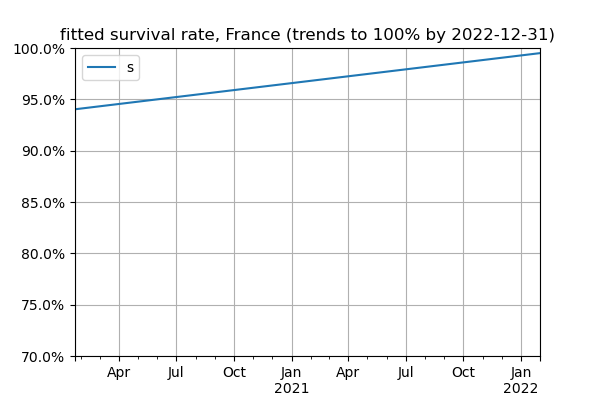 fitted survival rate, France (trends to 100% by 2022-12-31)
100.0%
s
95.0%
90.0%
85.0%
80.0%
75.0%
70.0%
Apr Jul Oct Jan Apr Jul Oct Jan
2021 2022